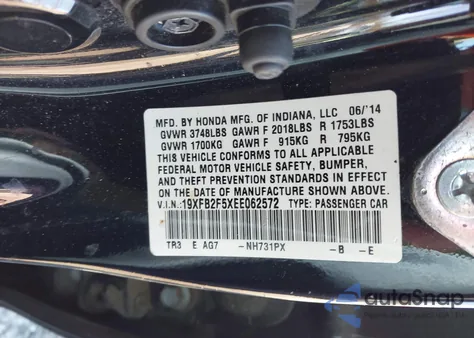 MFD. BY HONDA MFG. OF INDIANA, LLC 06/'14
GVWR 3748LBS GAWR F 2018LBS R 1753LBS
GVWR 1700KG GAWR F 915KG R 795KG
THIS VEHICLE CONFORMS TO ALL APPLICABLE
FEDERAL MOTOR VEHICLE SAFETY, BUMPER,
AND THEFT PREVENTION STANDARDS IN EFFECT
ON THE DATE OF MANUFACTURE SHOWN ABOVE.
V.I.N.: 19XFB2F5XEE062572 TYPE: PASSENGER CAR
TR3 E AG7 -NH731PX -B -E
autoSnap